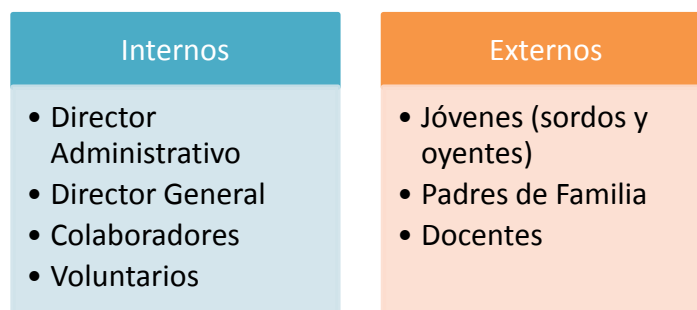 Internos
• Director
Administrativo
• Director General
• Colaboradores
• Voluntarios
Externos
• Jóvenes (sordos y
oyentes)
• Padres de Familia
• Docentes